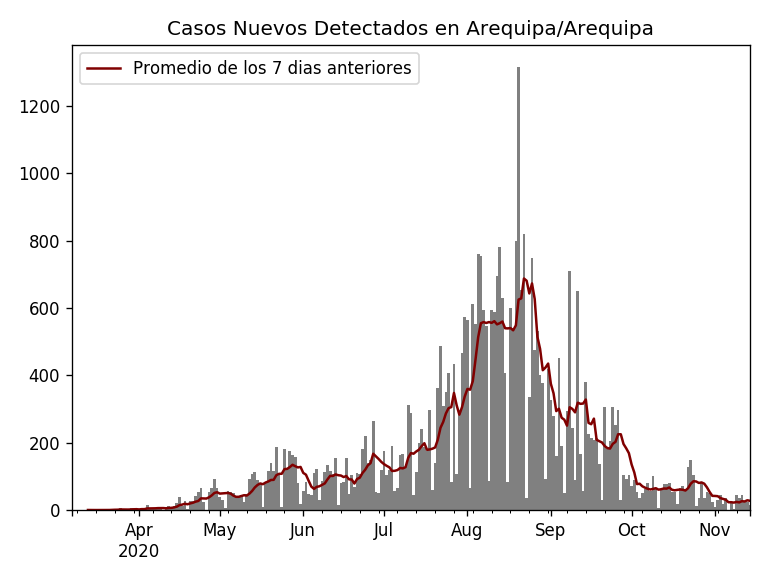 Casos Nuevos Detectados en Arequipa/Arequipa
Promedio de los 7 dias anteriores
1200
1000
800
600
400
200
0
Apr May Jun Jul Aug Sep Oct Nov
2020